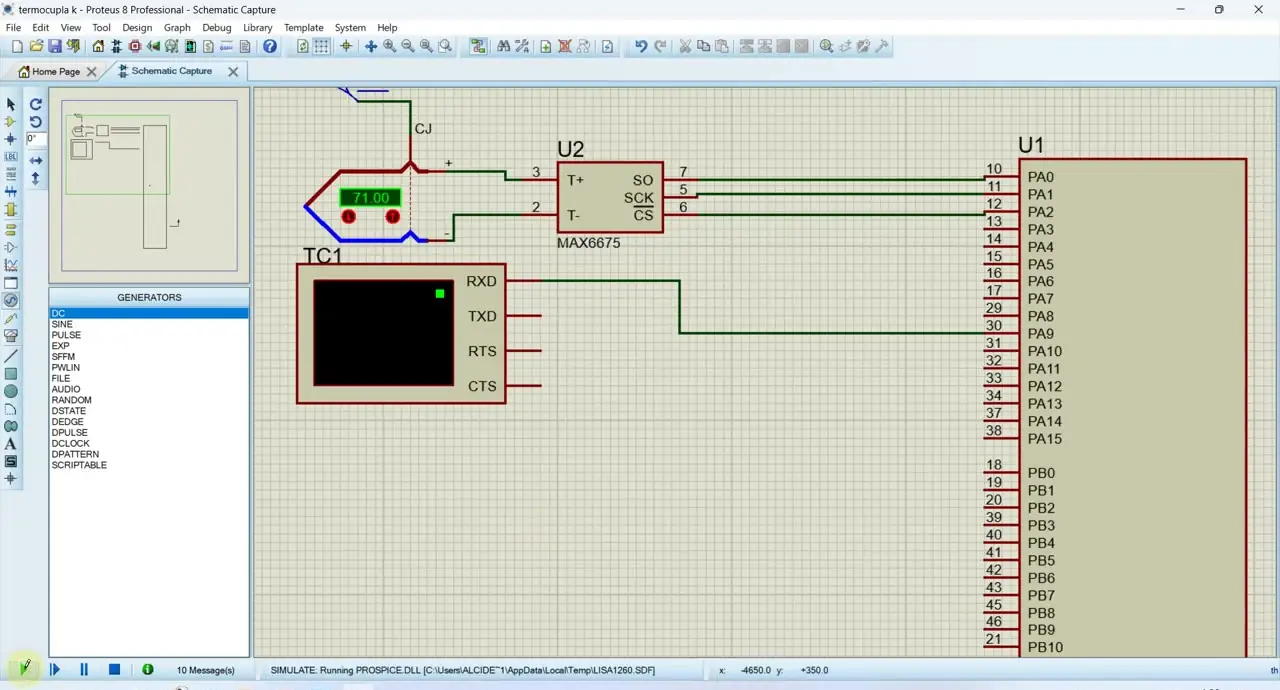 termocupla k - Proteus 8 Professional - Schematic Capture
File Edit View Tool Design Graph Debug Library Template System Help
Home Page
Schematic Capture
0°
LBL
A
GENERATORS
DC
SINE
PULSE
EXP
SFFM
PWLIN
FILE
AUDIO
RANDOM
DSTATE
DEDGE
DPULSE
DCLOCK
DPATTERN
SCRIPTABLE
CJ
+
71.00
-
TC1
U2
3 T+ SO 7
SCK 5
2 T- CS 6
MAX6675
RXD
TXD
RTS
CTS
U1
10 PA0
11 PA1
12 PA2
13 PA3
14 PA4
15 PA5
16 PA6
17 PA7
29 PA8
30 PA9
31 PA10
32 PA11
33 PA12
34 PA13
37 PA14
38 PA15
18 PB0
19 PB1
20 PB2
39 PB3
40 PB4
41 PB5
42 PB6
43 PB7
45 PB8
46 PB9
21 PB10
10 Message(s)
SIMULATE: Running PROSPICE.DLL [C:\Users\ALCIDE~1\AppData\Local\Temp\LISA1260.SDF]
x: -4650.0 y: +350.0
th